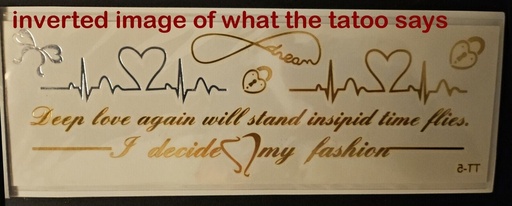 inverted image of what the tatoo says
dream
Deep love again will stand insipid time flies.
I decide my fashion
TT-5